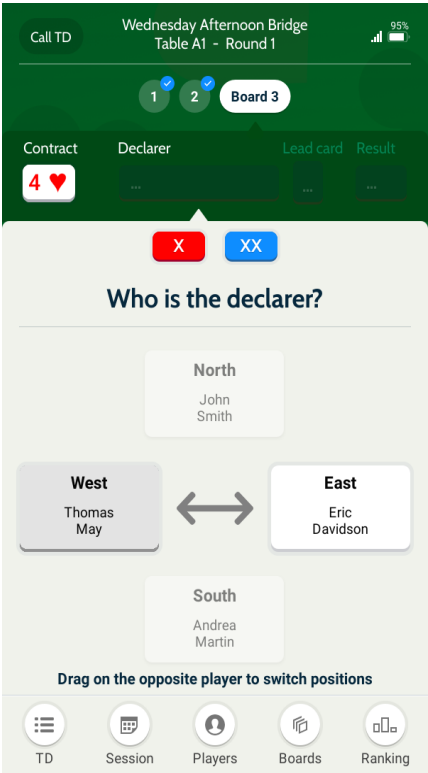 Call TD
Wednesday Afternoon Bridge
Table A1 - Round 1
95%
1
2
Board 3
Contract
Declarer
Lead card
Result
4 ♥
...
...
...
X
XX
Who is the declarer?
North
John
Smith
West
Thomas
May
East
Eric
Davidson
South
Andrea
Martin
Drag on the opposite player to switch positions
TD
Session
Players
Boards
Ranking